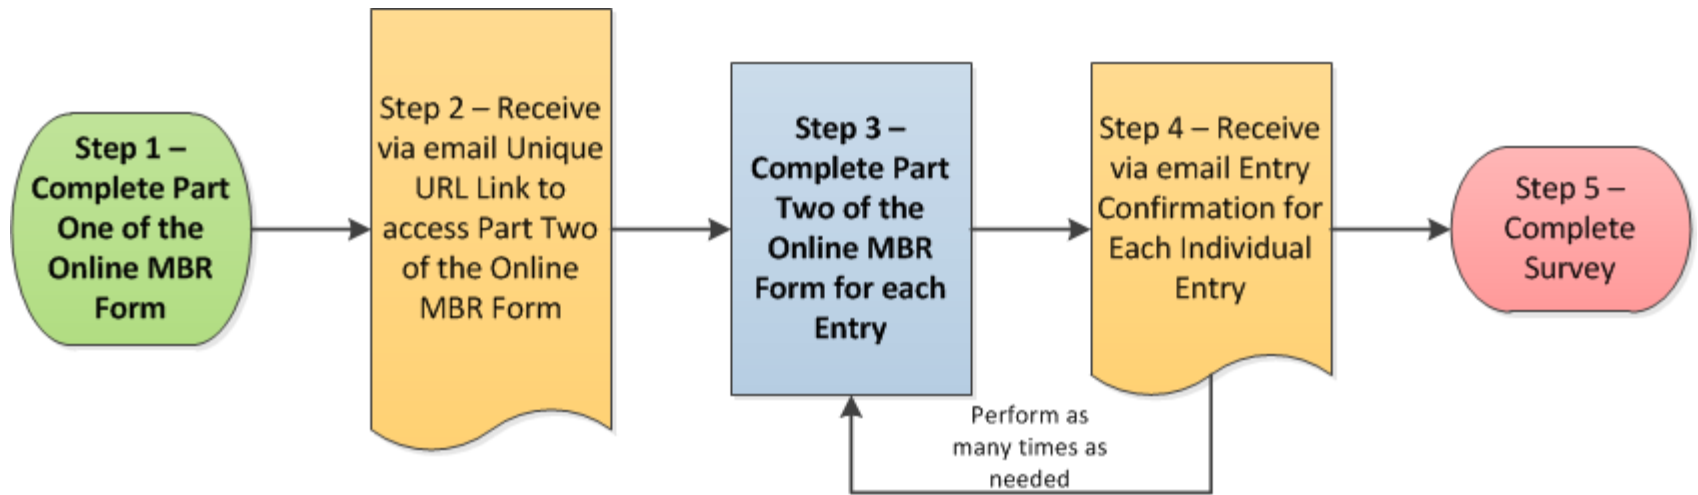 Step 1 –
Complete Part
One of the
Online MBR
Form
Step 2 – Receive
via email Unique
URL Link to
access Part Two
of the Online
MBR Form
Step 3 –
Complete Part
Two of the
Online MBR
Form for each
Entry
Step 4 – Receive
via email Entry
Confirmation for
Each Individual
Entry
Perform as
many times as
needed
Step 5 –
Complete
Survey